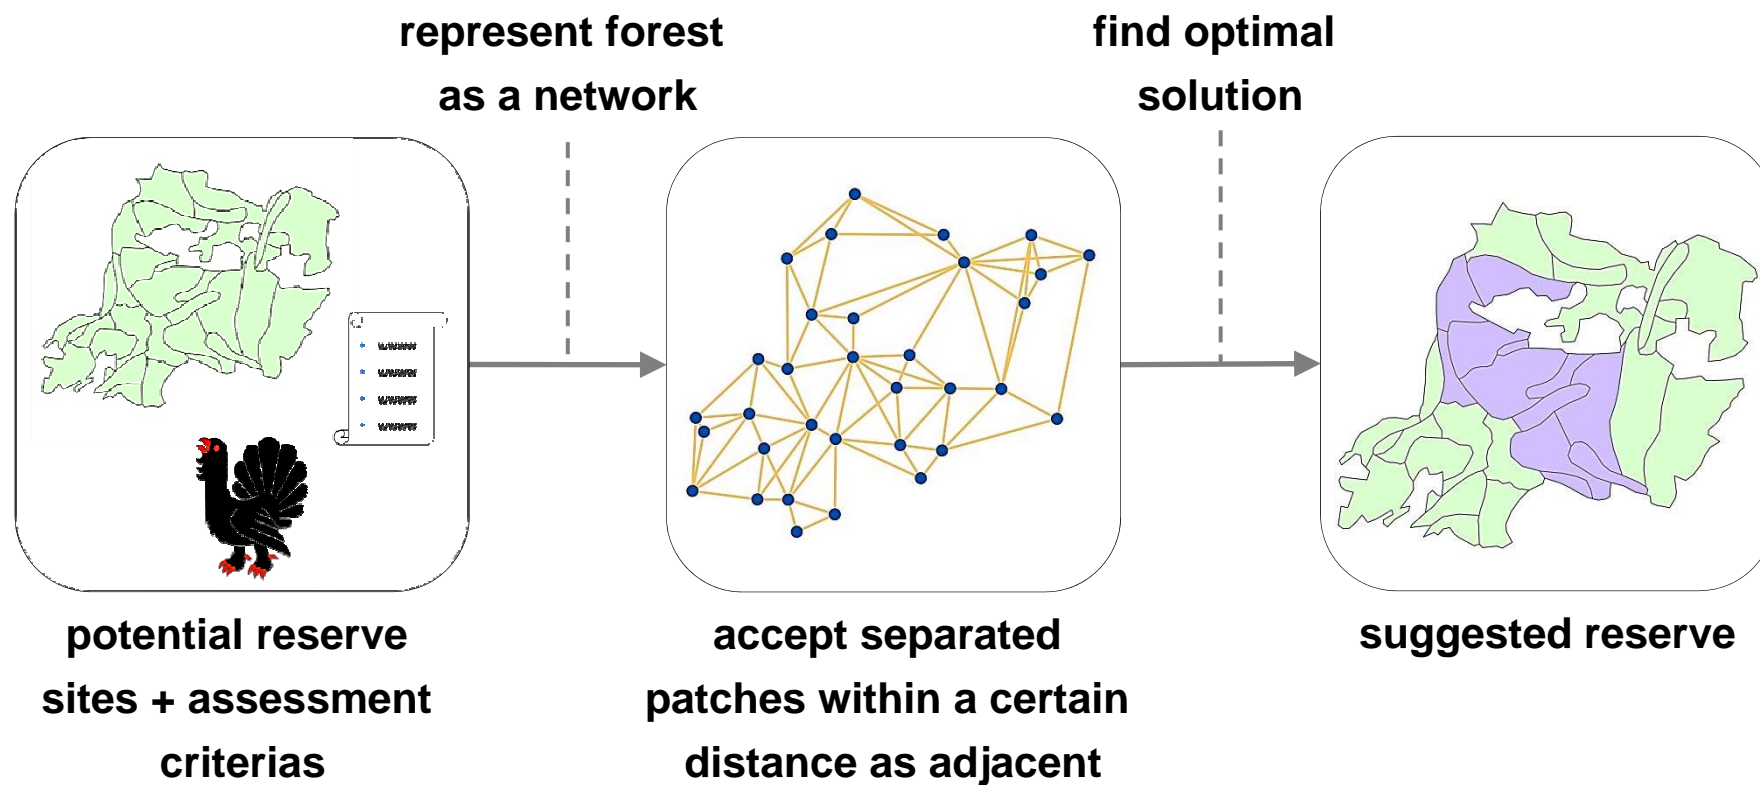 represent forest
as a network
find optimal
solution
potential reserve
sites + assessment
criterias
accept separated
patches within a certain
distance as adjacent
suggested reserve